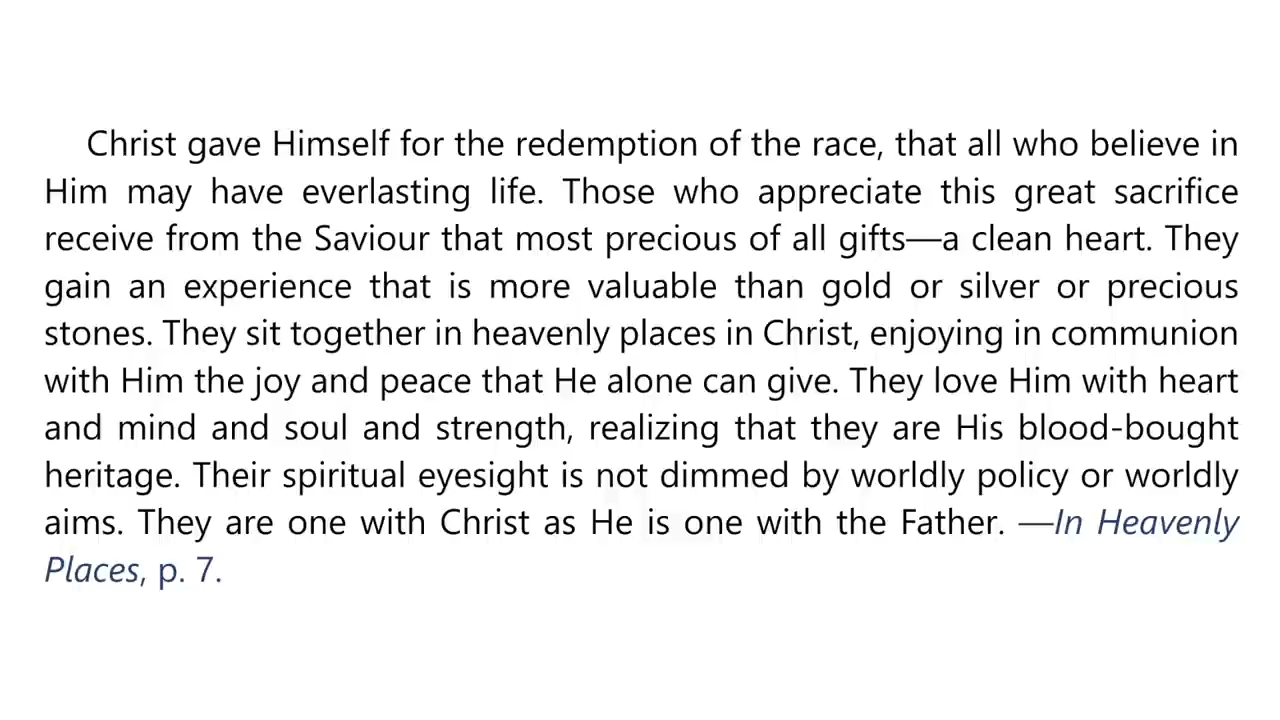 Christ gave Himself for the redemption of the race, that all who believe in
Him may have everlasting life. Those who appreciate this great sacrifice
receive from the Saviour that most precious of all gifts—a clean heart. They
gain an experience that is more valuable than gold or silver or precious
stones. They sit together in heavenly places in Christ, enjoying in communion
with Him the joy and peace that He alone can give. They love Him with heart
and mind and soul and strength, realizing that they are His blood-bought
heritage. Their spiritual eyesight is not dimmed by worldly policy or worldly
aims. They are one with Christ as He is one with the Father. —In Heavenly
Places, p. 7.